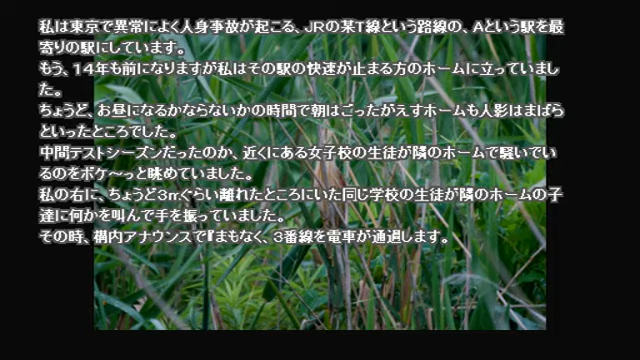 私は東京で異常によく人身事故が起こる、JRの某T線という路線の、Aという駅を最
寄りの駅にしています。
もう、14年も前になりますが私はその駅の快速が止まる方のホームに立っていまし
た。
ちょうど、お昼になるかならないかの時間で朝はごったがえすホームも人影はまばら
といったところでした。
中間テストシーズンだったのか、近くにある女子校の生徒が隣のホームで騒いでい
るのをボケ～っと眺めていました。
私の右に、ちょうど3㎡ぐらい離れたところにいた同じ学校の生徒が隣のホームの子
達に何かを叫んで手を振っていました。
その時、構内アナウンスで『まもなく、3番線を電車が通過します。